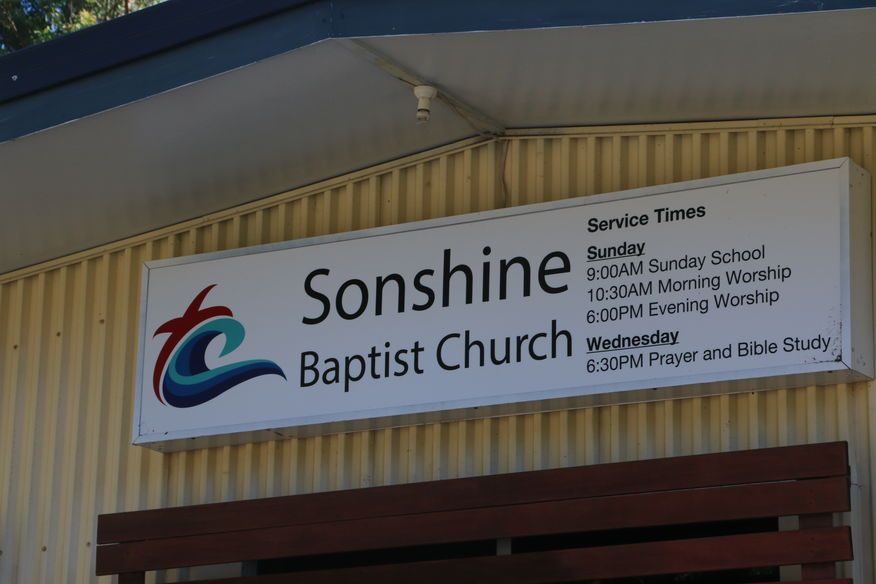 Sonshine
Baptist Church
Service Times
Sunday
9:00AM Sunday School
10:30AM Morning Worship
6:00PM Evening Worship
Wednesday
6:30PM Prayer and Bible Study